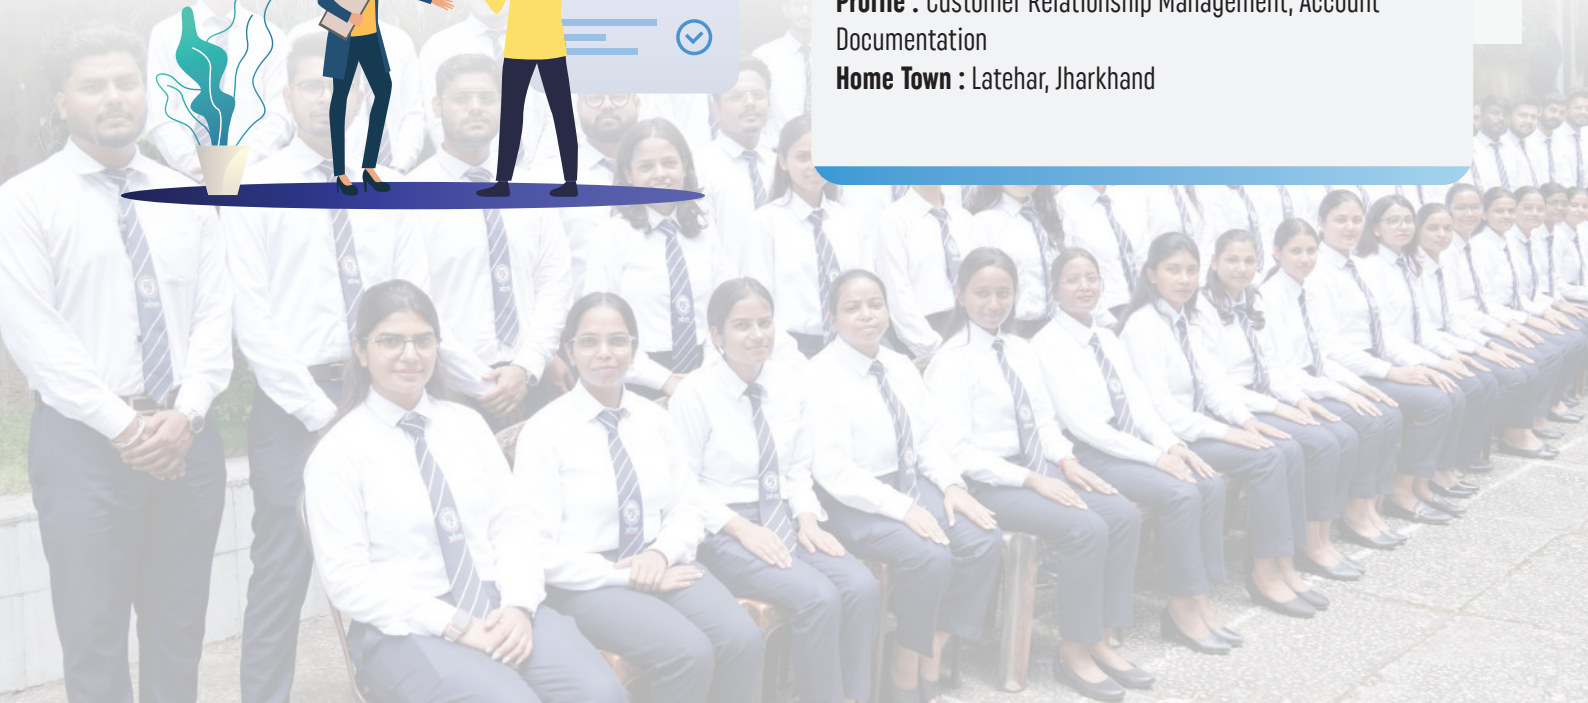 Profile : Customer Relationship Management, Account
Documentation
Home Town : Latehar, Jharkhand